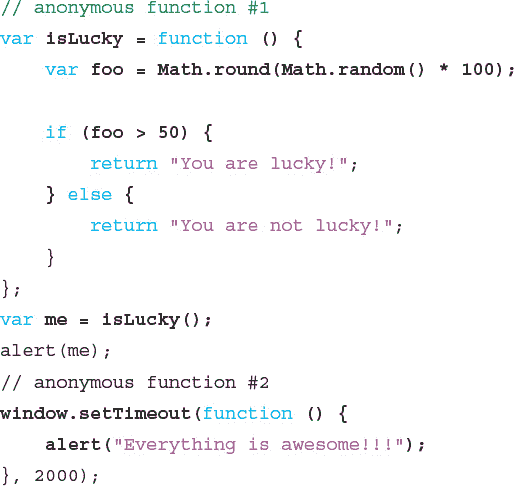 // anonymous function #1
var isLucky = function () {
    var foo = Math.round(Math.random() * 100);

    if (foo > 50) {
        return "You are lucky!";
    } else {
        return "You are not lucky!";
    }
};
var me = isLucky();
alert(me);
// anonymous function #2
window.setTimeout(function () {
    alert("Everything is awesome!!!");
}, 2000);